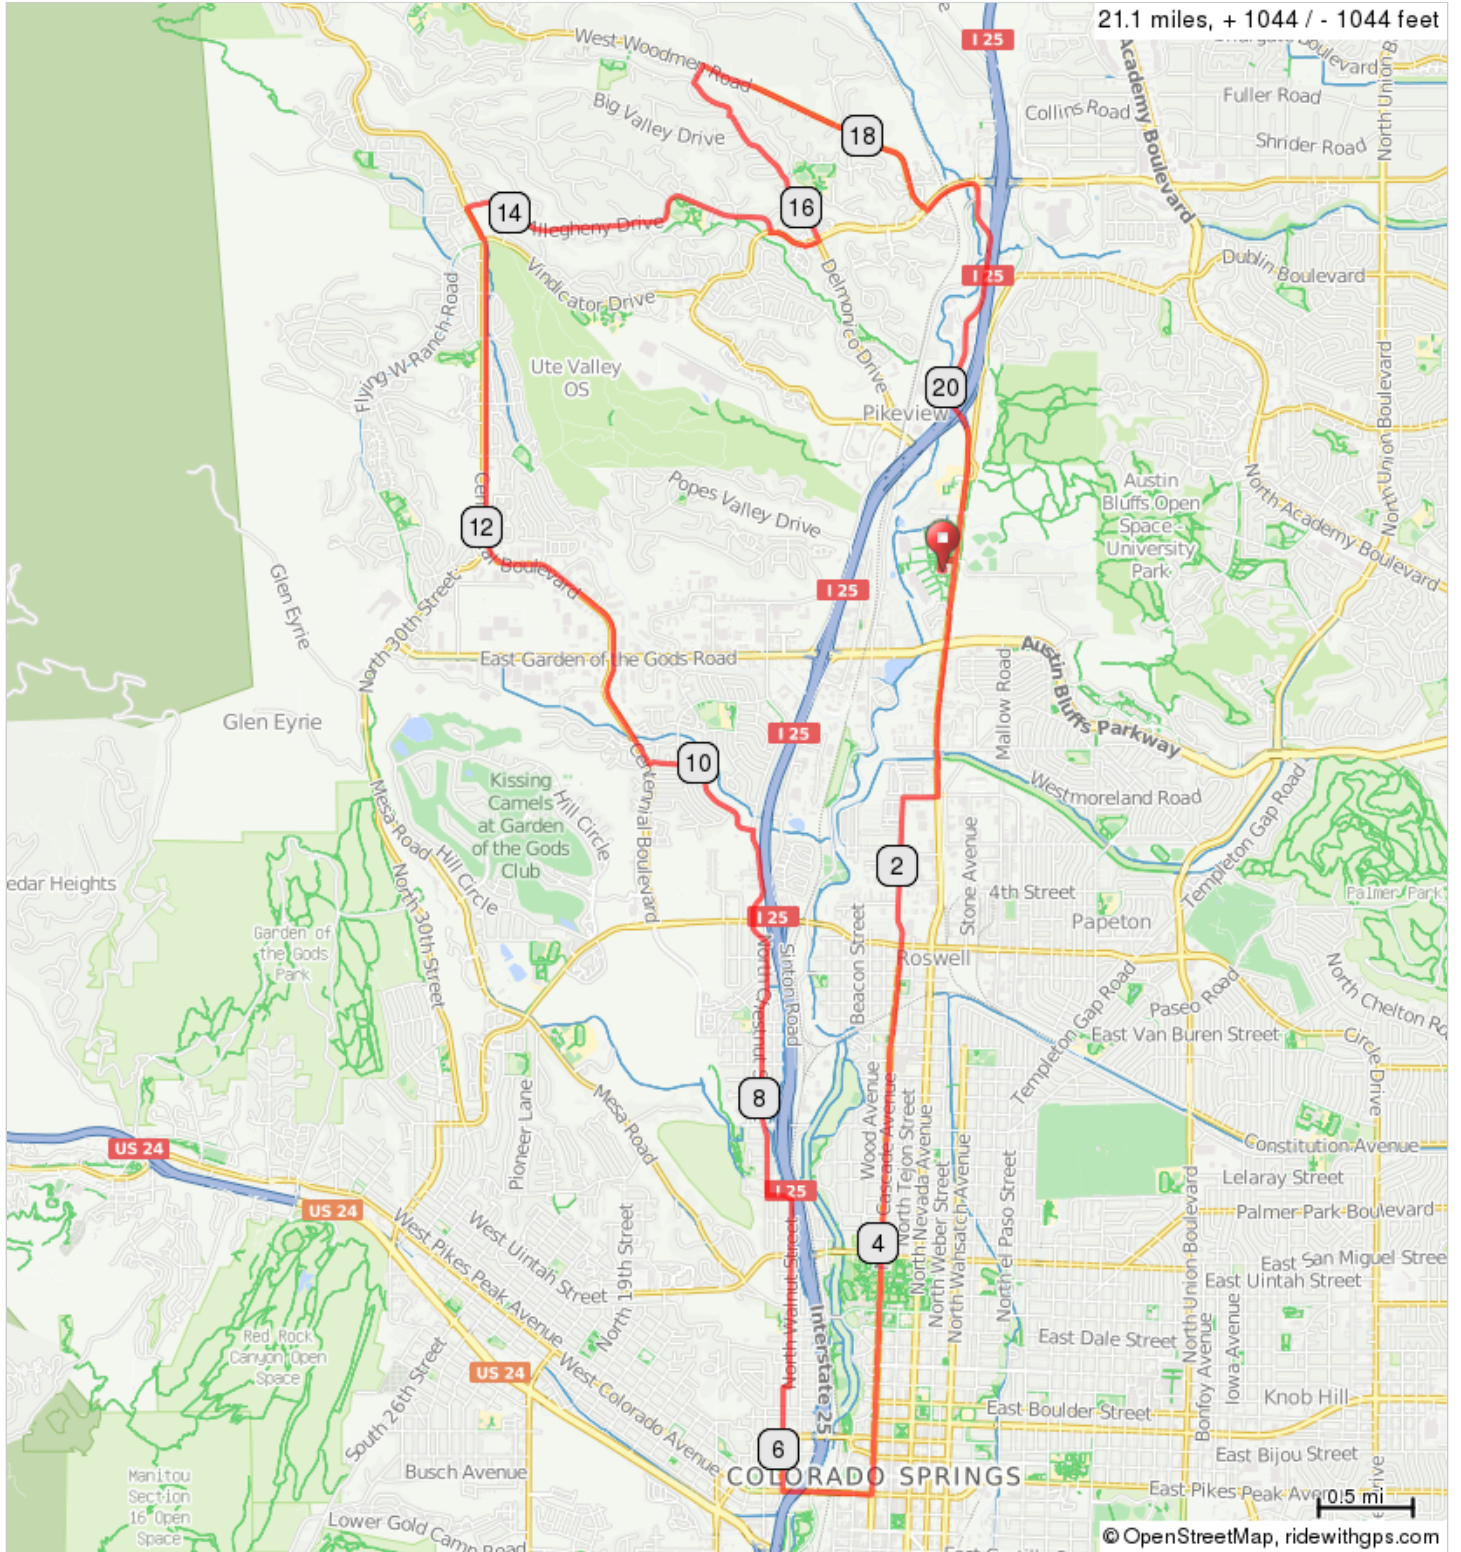 21.1 miles, + 1044 / - 1044 feet
I 25
West Woodmen Road
Academy Boulevard
Boulevard
Fuller Road
Collins Road
Big Valley Drive
Shrider Road
North Union B
18
16
14
Allegheny Drive
Vindicator Drive
Delmonico Drive
Dublin Boulevard
I 25
Flying W Ranch Road
Ute Valley
OS
20
Pikeview
North Union Boulevard
Popes Valley Drive
Austin
Bluffs Open
Space -
University
Park
North Academy Boulevard
12
Cen
al Boulevard
Glen Eyrie
North 30th Street
I 25
East Garden of the Gods Road
Austin Bluffs Parkway
Mallow Road
Glen Eyrie
I 25
10
Kissing
Camels
at Garden
of the Gods
Club
Hill Circle
Centennial Boulevard
Mesa Road
Hill Circle
Westmoreland Road
Templeton Gap Road
2
Stone Avenue
4th Street
Papeton
Palmer Park
edar Heights
North 30th Street
Garden of
the Gods
Park
I 25
North Chestnut S
Sinton Road
Beacon Street
Roswell
Templeton Gap Road
Paseo Road
North Chelton Ro
East Van Buren Street
Circle Drive
8
Mesa Road
Pioneer Lane
Wood Avenue
Cascade Avenue
North Tejon Street
North Nevada Avenue
North Weber Street
North Wahsatch Avenue
North el Paso Street
Constitution Avenue
Lelaray Street
Palmer Park Boulevard
US 24
US 24
I 25
4
West Pikes Peak Avenue
West Uintah Street
North 19th Street
North Walnut Street
Interstate 25
East San Miguel Stree
East Uintah Street
North Union Boulevard
Bonfoy Avenue
Iowa Avenue
East Dale Street
Red Rock
Canyon Open
Space
South 26th Street
US 24
West Colorado Avenue
Knob Hill
East Boulder Street
East Bijou Street
6
COLORADO SPRINGS
Busch Avenue
Manitou
Section
16 Open
Space
Lower Gold Camp Road
East Pikes Peak Aven
0.5 mi
© OpenStreetMap, ridewithgps.com